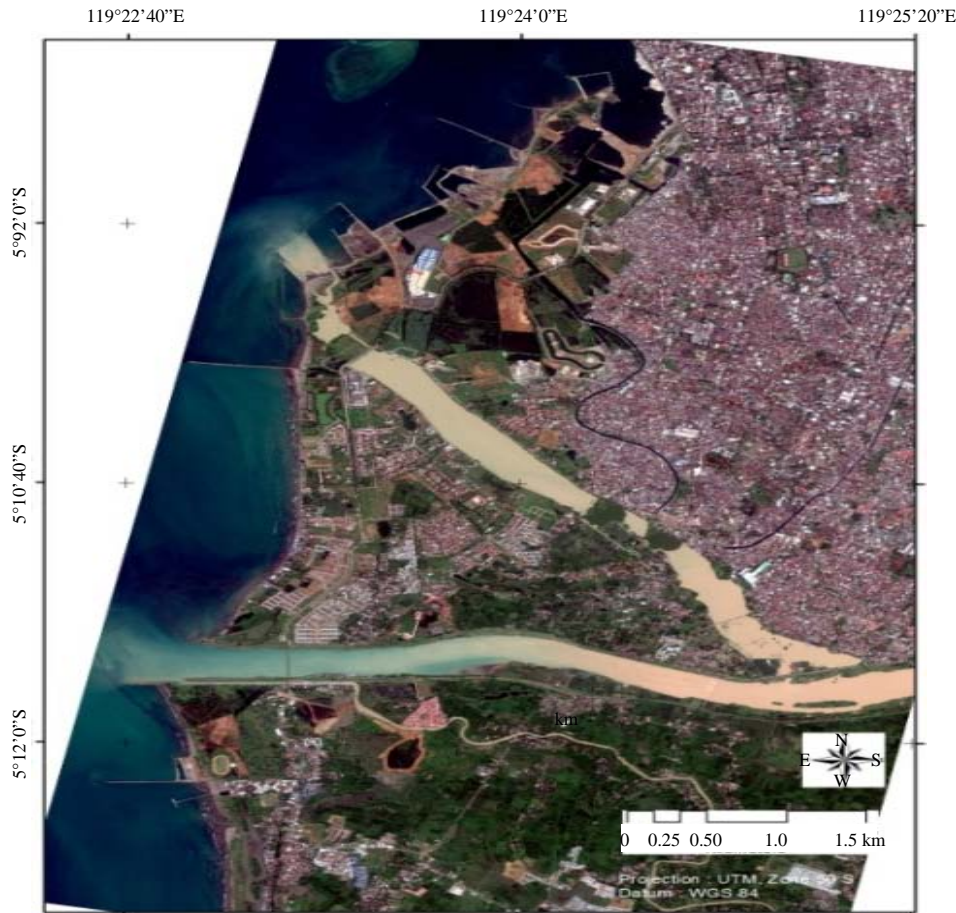 119°22’40”E 119°24’0”E 119°25’20”E
5°92’0”S
5°10’40”S
5°12’0”S
km
N
E S
W
0 0.25 0.50 1.0 1.5 km
Projection : UTM, Zone 50 S
Datum : WGS 84